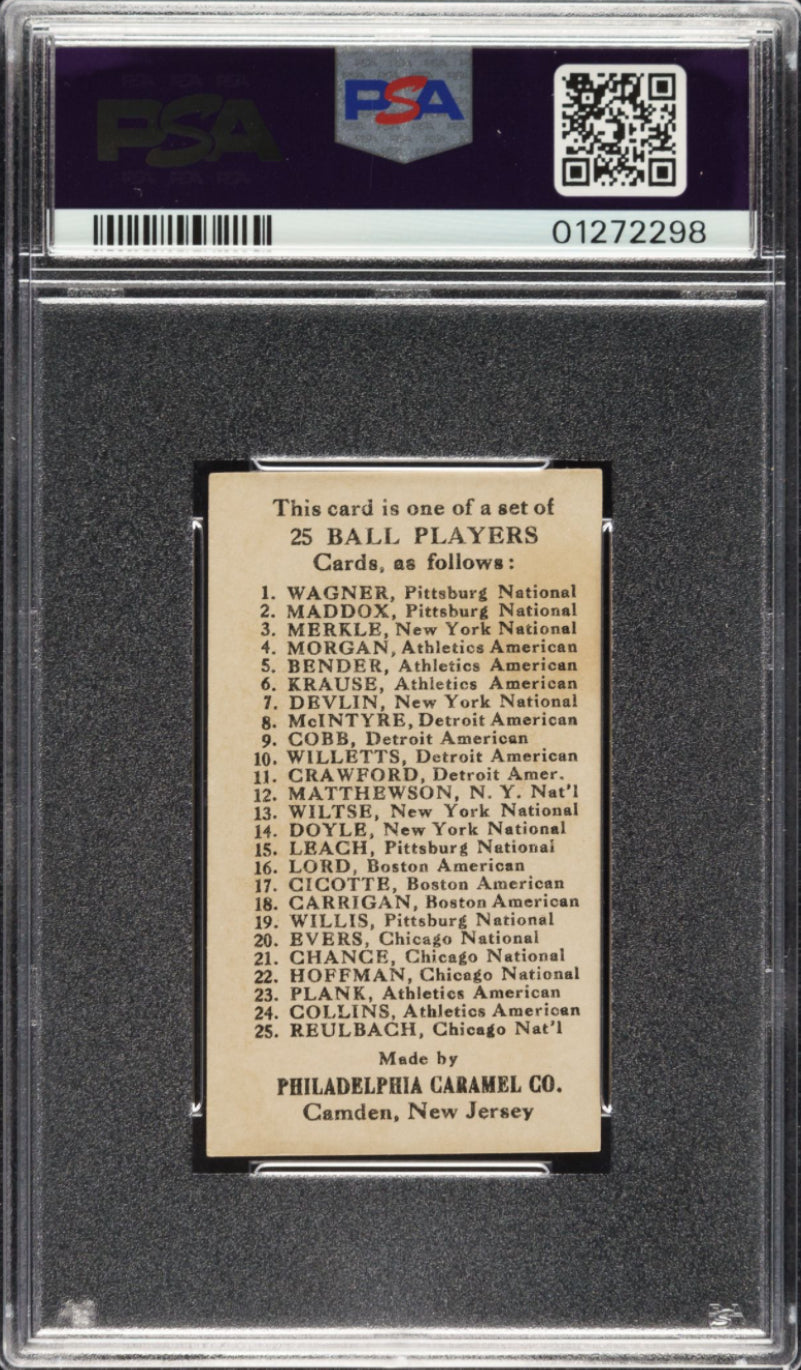 PSA
PSA
01272298
This card is one of a set of
25 BALL PLAYERS
Cards, as follows:
1. WAGNER, Pittsburg National
2. MADDOX, Pittsburg National
3. MERKLE, New York National
4. MORGAN, Athletics American
5. BENDER, Athletics American
6. KRAUSE, Athletics American
7. DEVLIN, New York National
8. McINTYRE, Detroit American
9. COBB, Detroit American
10. WILLETTS, Detroit American
11. CRAWFORD, Detroit Amer.
12. MATTHEWSON, N. Y. Nat'l
13. WILTSE, New York National
14. DOYLE, New York National
15. LEACH, Pittsburg National
16. LORD, Boston American
17. CICOTTE, Boston American
18. CARRIGAN, Boston American
19. WILLIS, Pittsburg National
20. EVERS, Chicago National
21. CHANCE, Chicago National
22. HOFFMAN, Chicago National
23. PLANK, Athletics American
24. COLLINS, Athletics American
25. REULBACH, Chicago Nat'l
Made by
PHILADELPHIA CARAMEL CO.
Camden, New Jersey